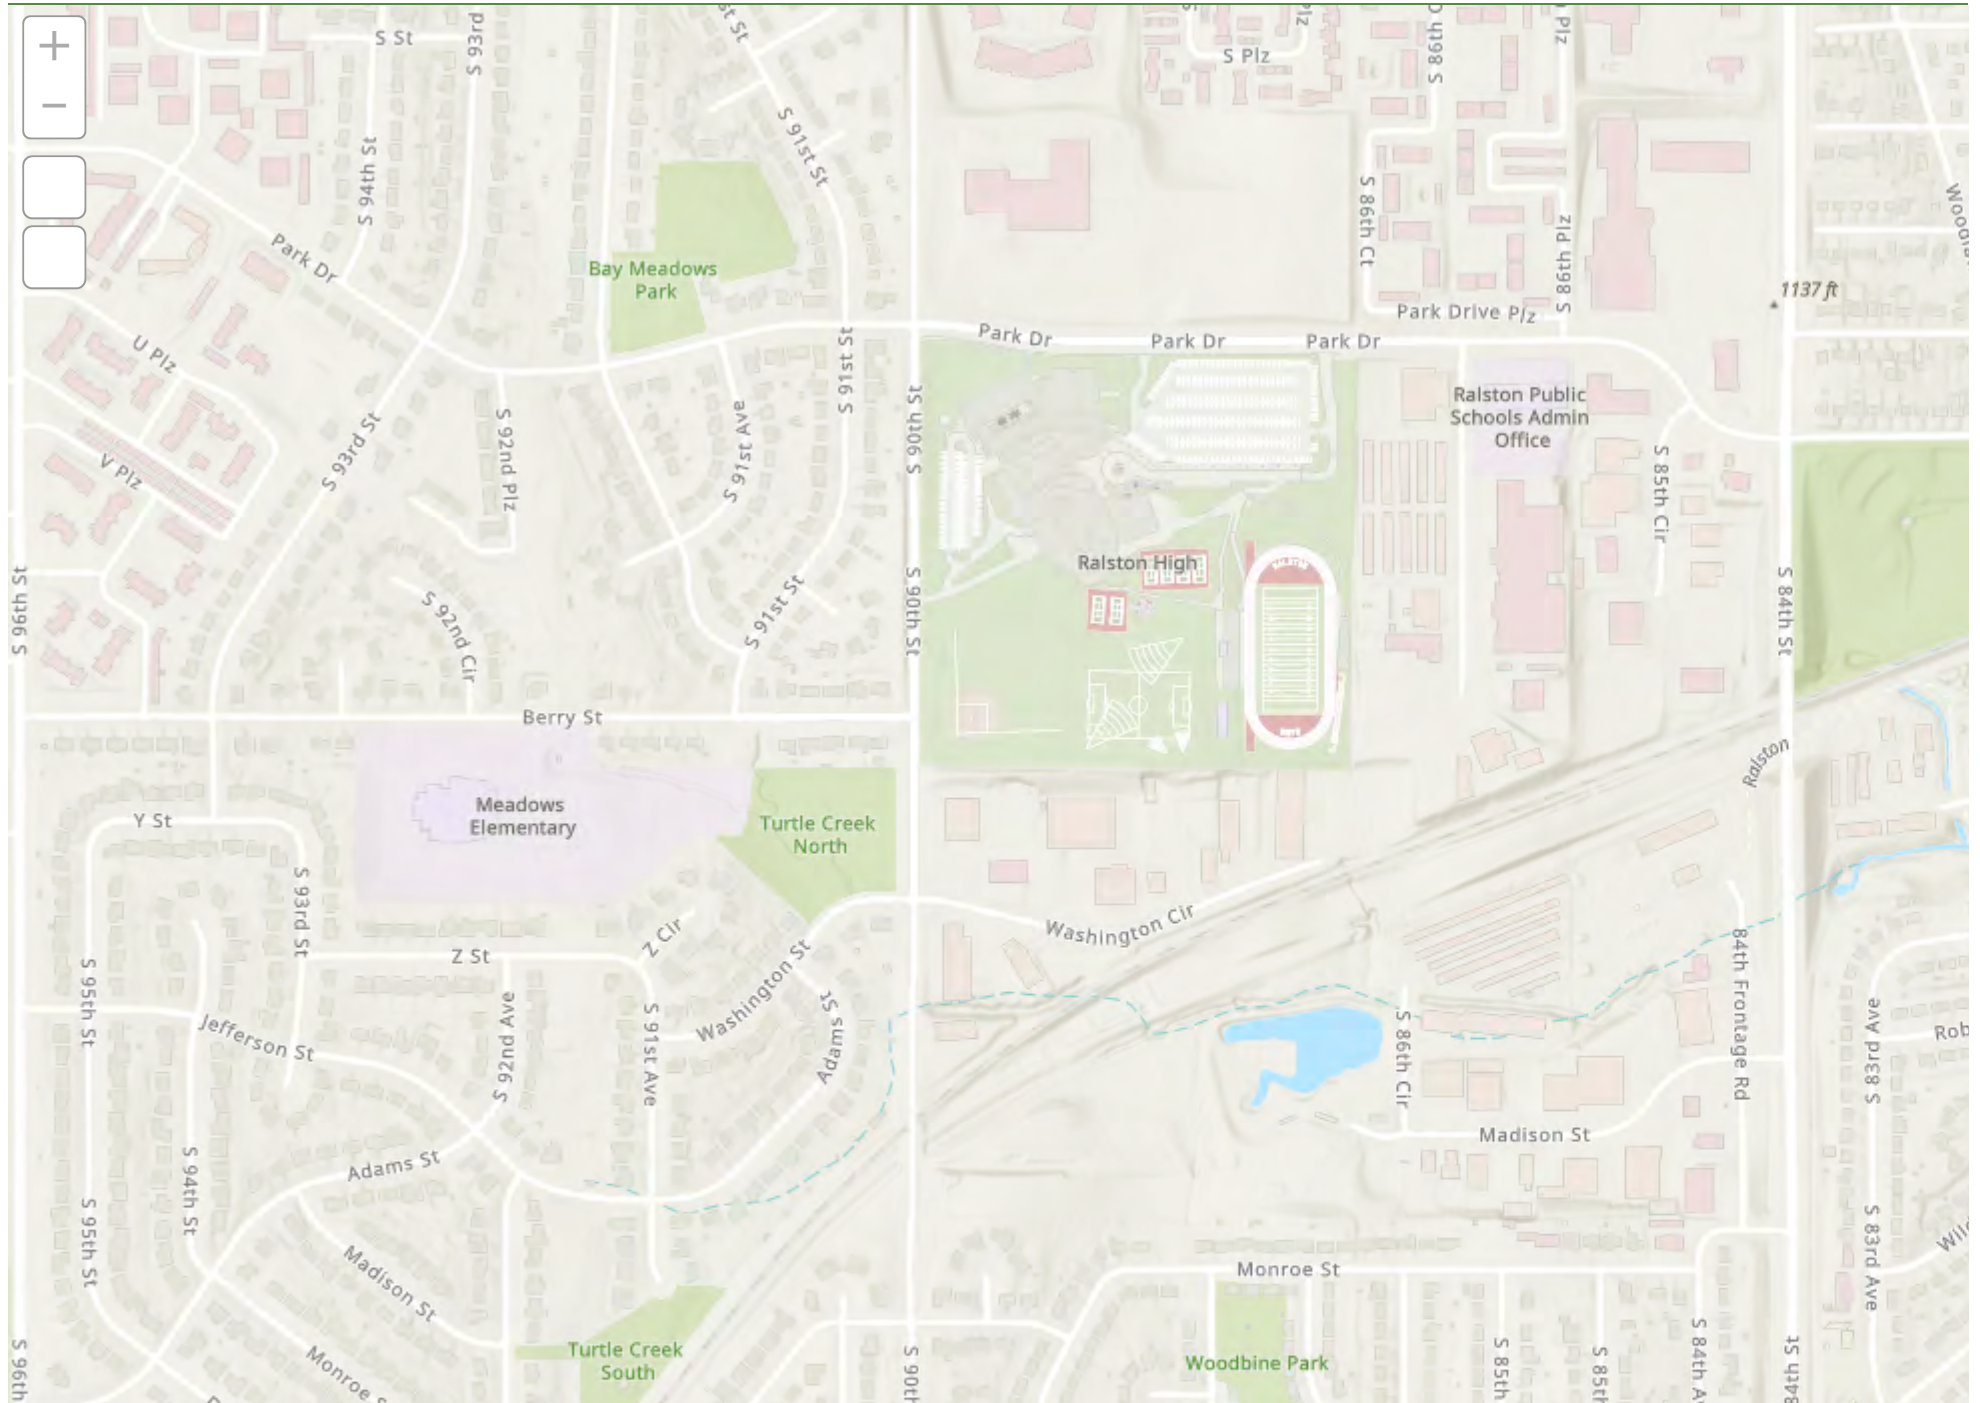 S St
S 93rd
st St
S Plz
S 86th C
Plz
S 91st St
S 94th St
Park Dr
Bay Meadows
Park
S 86th Ct
S 86th Plz
1137 ft
Park Drive Plz
Park Dr
Park Dr
Park Dr
U Plz
S 91st St
S 90th St
S 91st Ave
S 92nd Plz
S 93rd St
V Plz
Ralston Public
Schools Admin
Office
S 85th Cir
Ralston High
RALSTON
S 96th St
S 92nd Cir
S 91st St
S 90th St
S 84th St
Berry St
Ralston
Meadows
Elementary
Y St
Turtle Creek
North
S 93rd St
Z St
Z Cir
Washington St
Washington Cir
S 95th St
Jefferson St
S 92nd Ave
S 91st Ave
Adams St
S 86th Cir
84th Frontage Rd
S 83rd Ave
Rob
Madison St
Adams St
S 94th St
S 95th St
Madison St
Monroe St
S 83rd Ave
Wild
Monroe S
Turtle Creek
South
Woodbine Park
S 96th
S 90th
S 85th
S 85th
S 84th A
84th St